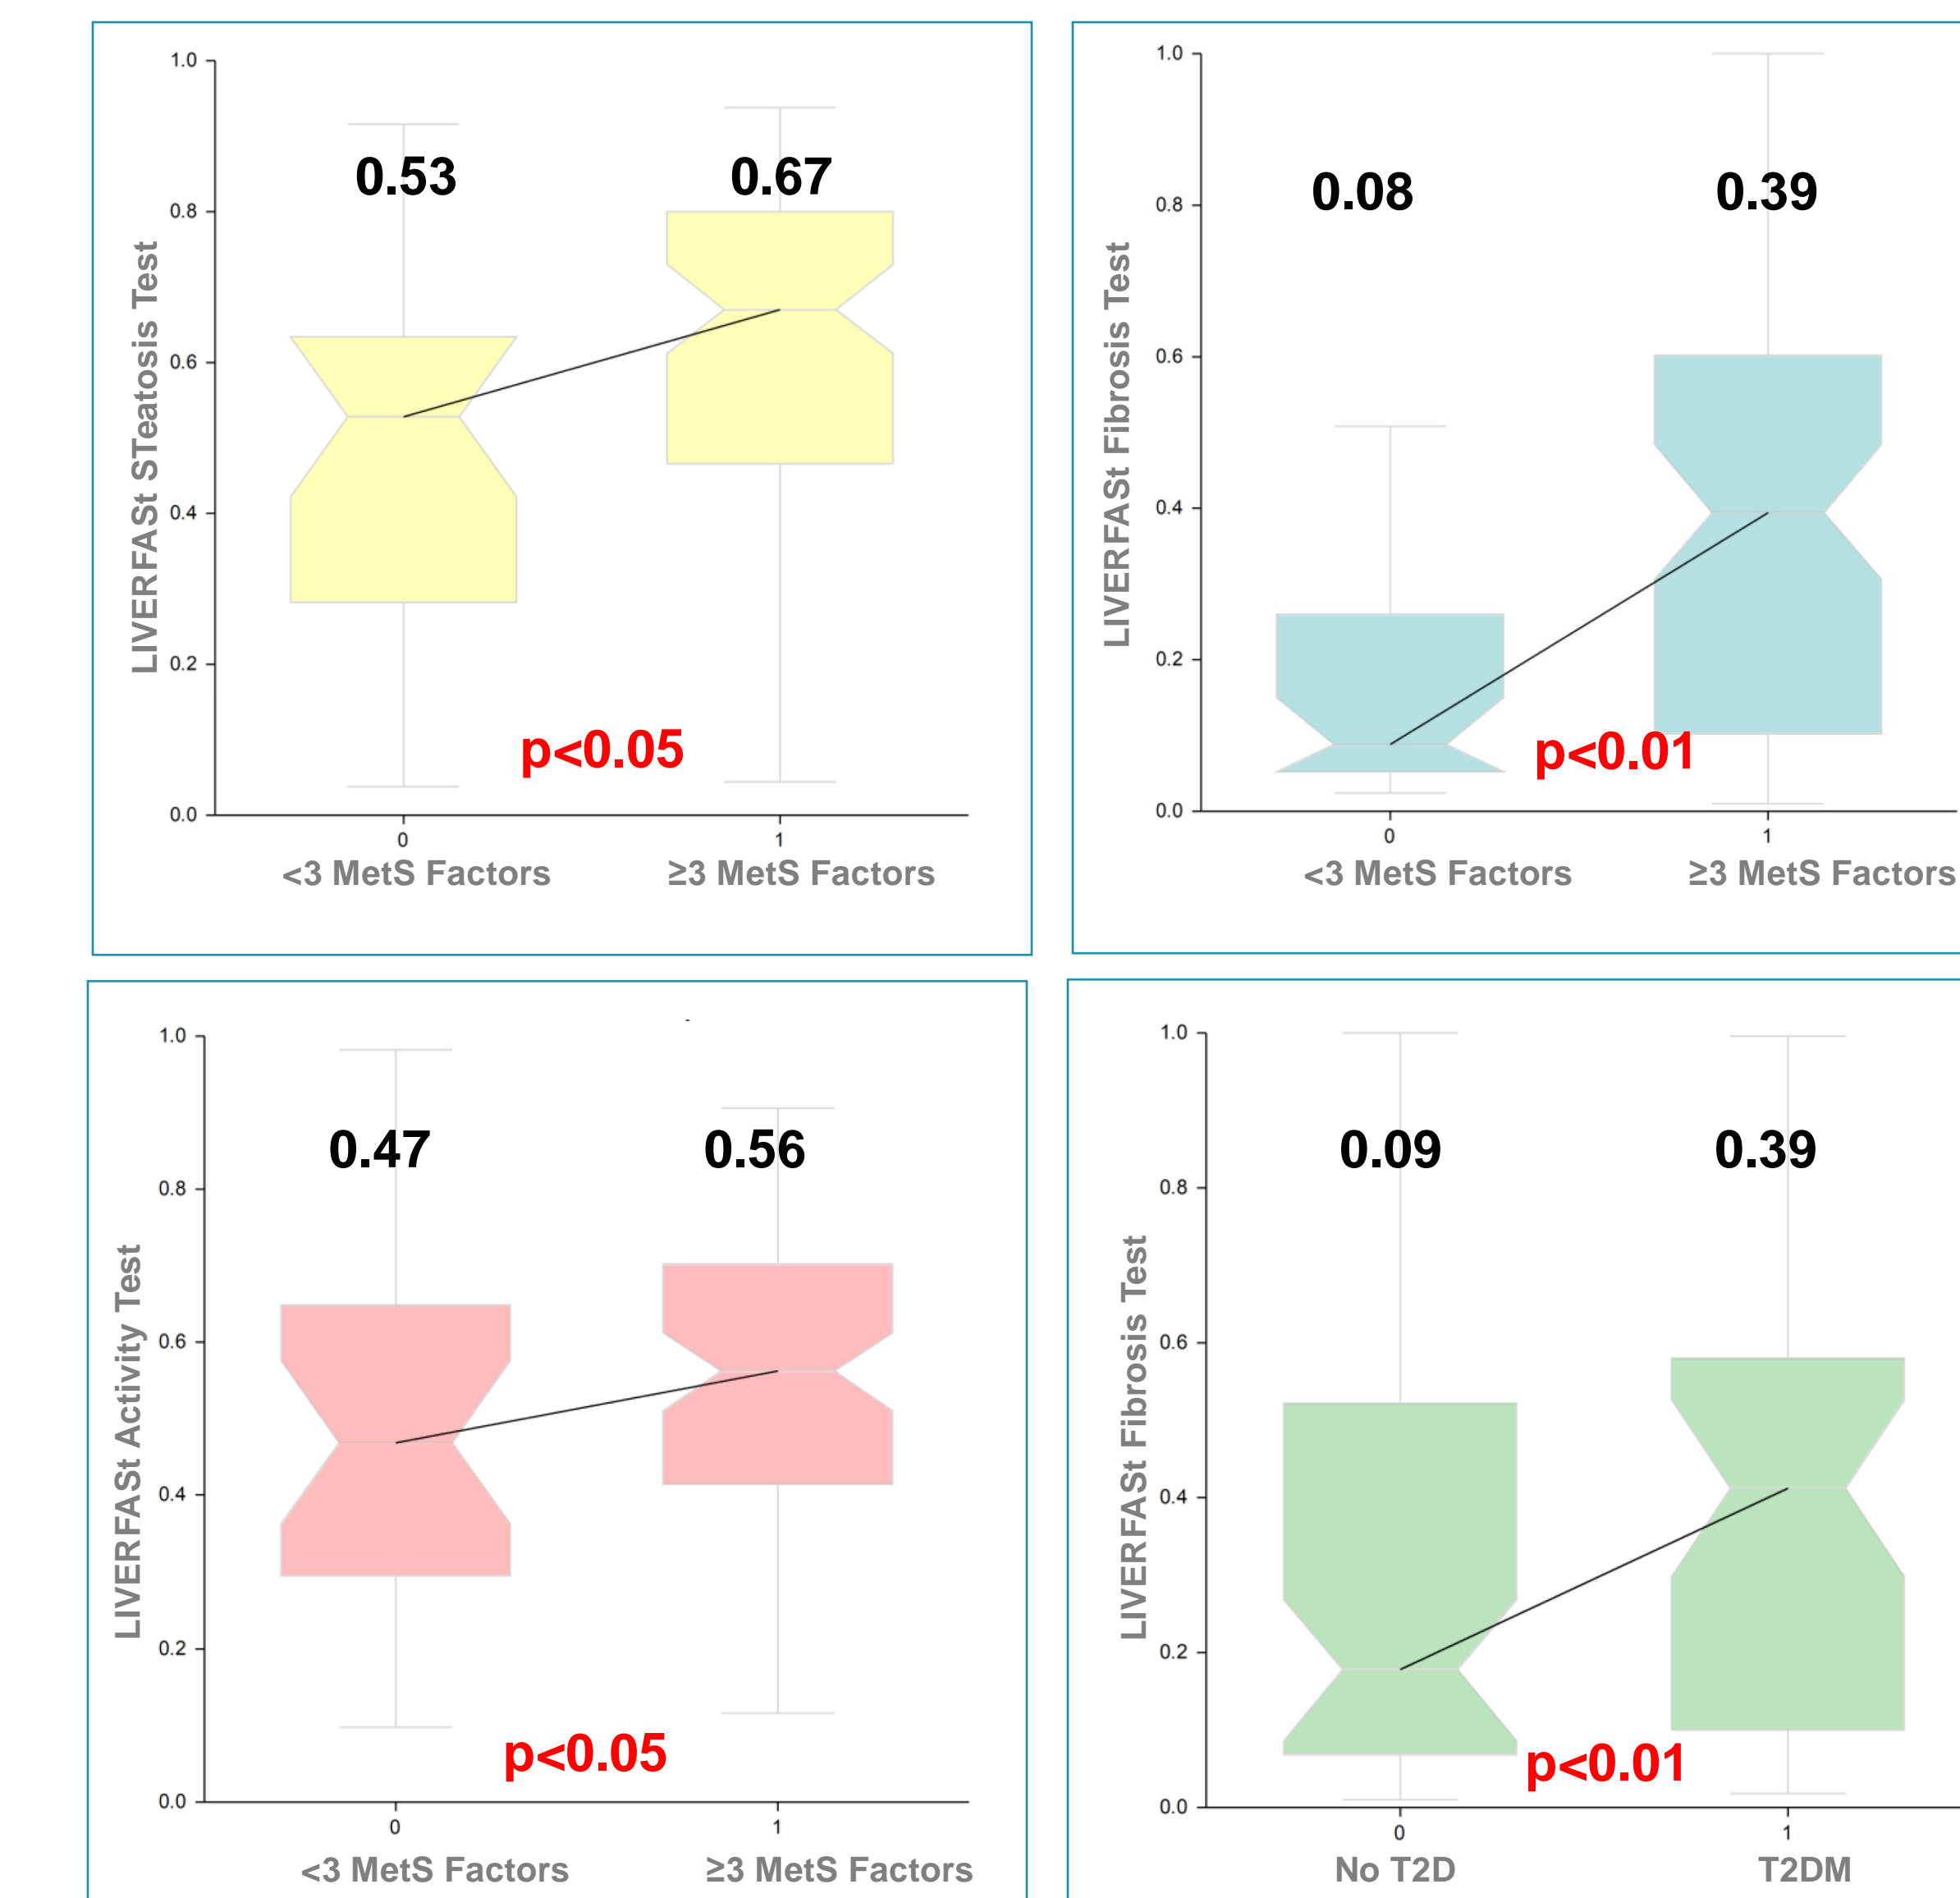 1.0
0.8
0.6
0.4
0.2
0.0
LIVERFASt STeatosis Test
0.53
0.67
p<0.05
0
1
<3 MetS Factors
≥3 MetS Factors
1.0
0.8
0.6
0.4
0.2
0.0
LIVERFASt Fibrosis Test
0.08
0.39
p<0.01
0
1
<3 MetS Factors
≥3 MetS Factors
1.0
0.8
0.6
0.4
0.2
0.0
LIVERFASt Activity Test
0.47
0.56
p<0.05
0
1
<3 MetS Factors
≥3 MetS Factors
1.0
0.8
0.6
0.4
0.2
0.0
LIVERFASt Fibrosis Test
0.09
0.39
p<0.01
0
1
No T2D
T2DM